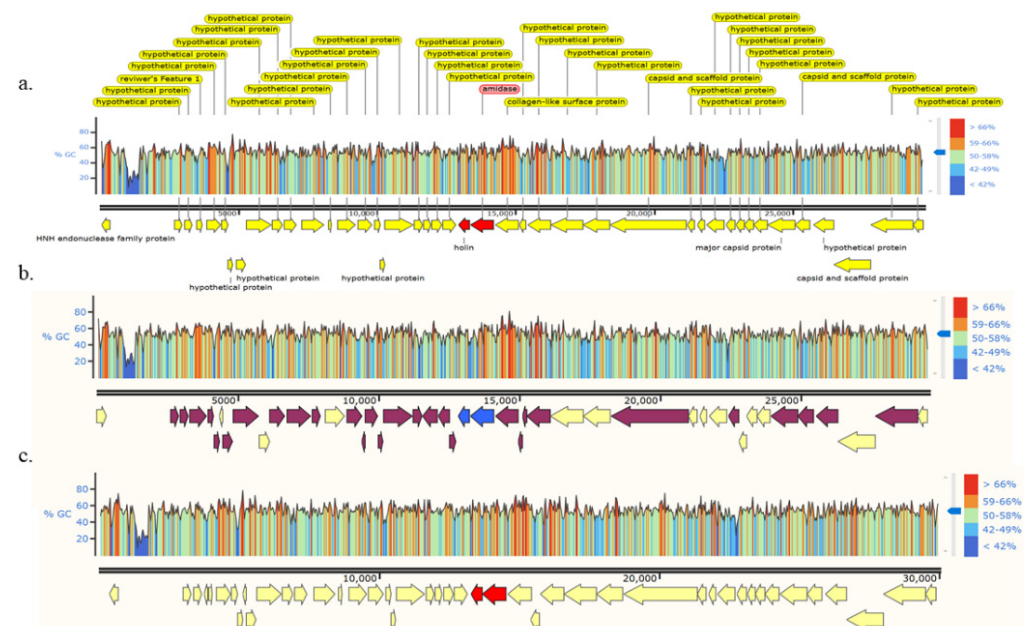 hypothetical protein
hypothetical protein
hypothetical protein
hypothetical protein
hypothetical protein
reviver's Feature 1
hypothetical protein
hypothetical protein
hypothetical protein
hypothetical protein
hypothetical protein
hypothetical protein
hypothetical protein
hypothetical protein
hypothetical protein
hypothetical protein
hypothetical protein
hypothetical protein
hypothetical protein
amidase
hypothetical protein
hypothetical protein
hypothetical protein
hypothetical protein
collagen-like surface protein
hypothetical protein
hypothetical protein
hypothetical protein
hypothetical protein
hypothetical protein
capsid and scaffold protein
hypothetical protein
hypothetical protein
capsid and scaffold protein
hypothetical protein
hypothetical protein
a.
% GC
80
60
40
20
> 66%
59-66%
50-58%
42-49%
< 42%
5000
10,000
15,000
20,000
25,000
HNH endonuclease family protein
holin
major capsid protein
hypothetical protein
b.
hypothetical protein
hypothetical protein
hypothetical protein
capsid and scaffold protein
% GC
80
60
40
20
> 66%
59-66%
50-58%
42-49%
< 42%
5000
10,000
15,000
20,000
25,000
c.
% GC
80
60
40
20
> 66%
59-66%
50-58%
42-49%
< 42%
10,000
20,000
30,000